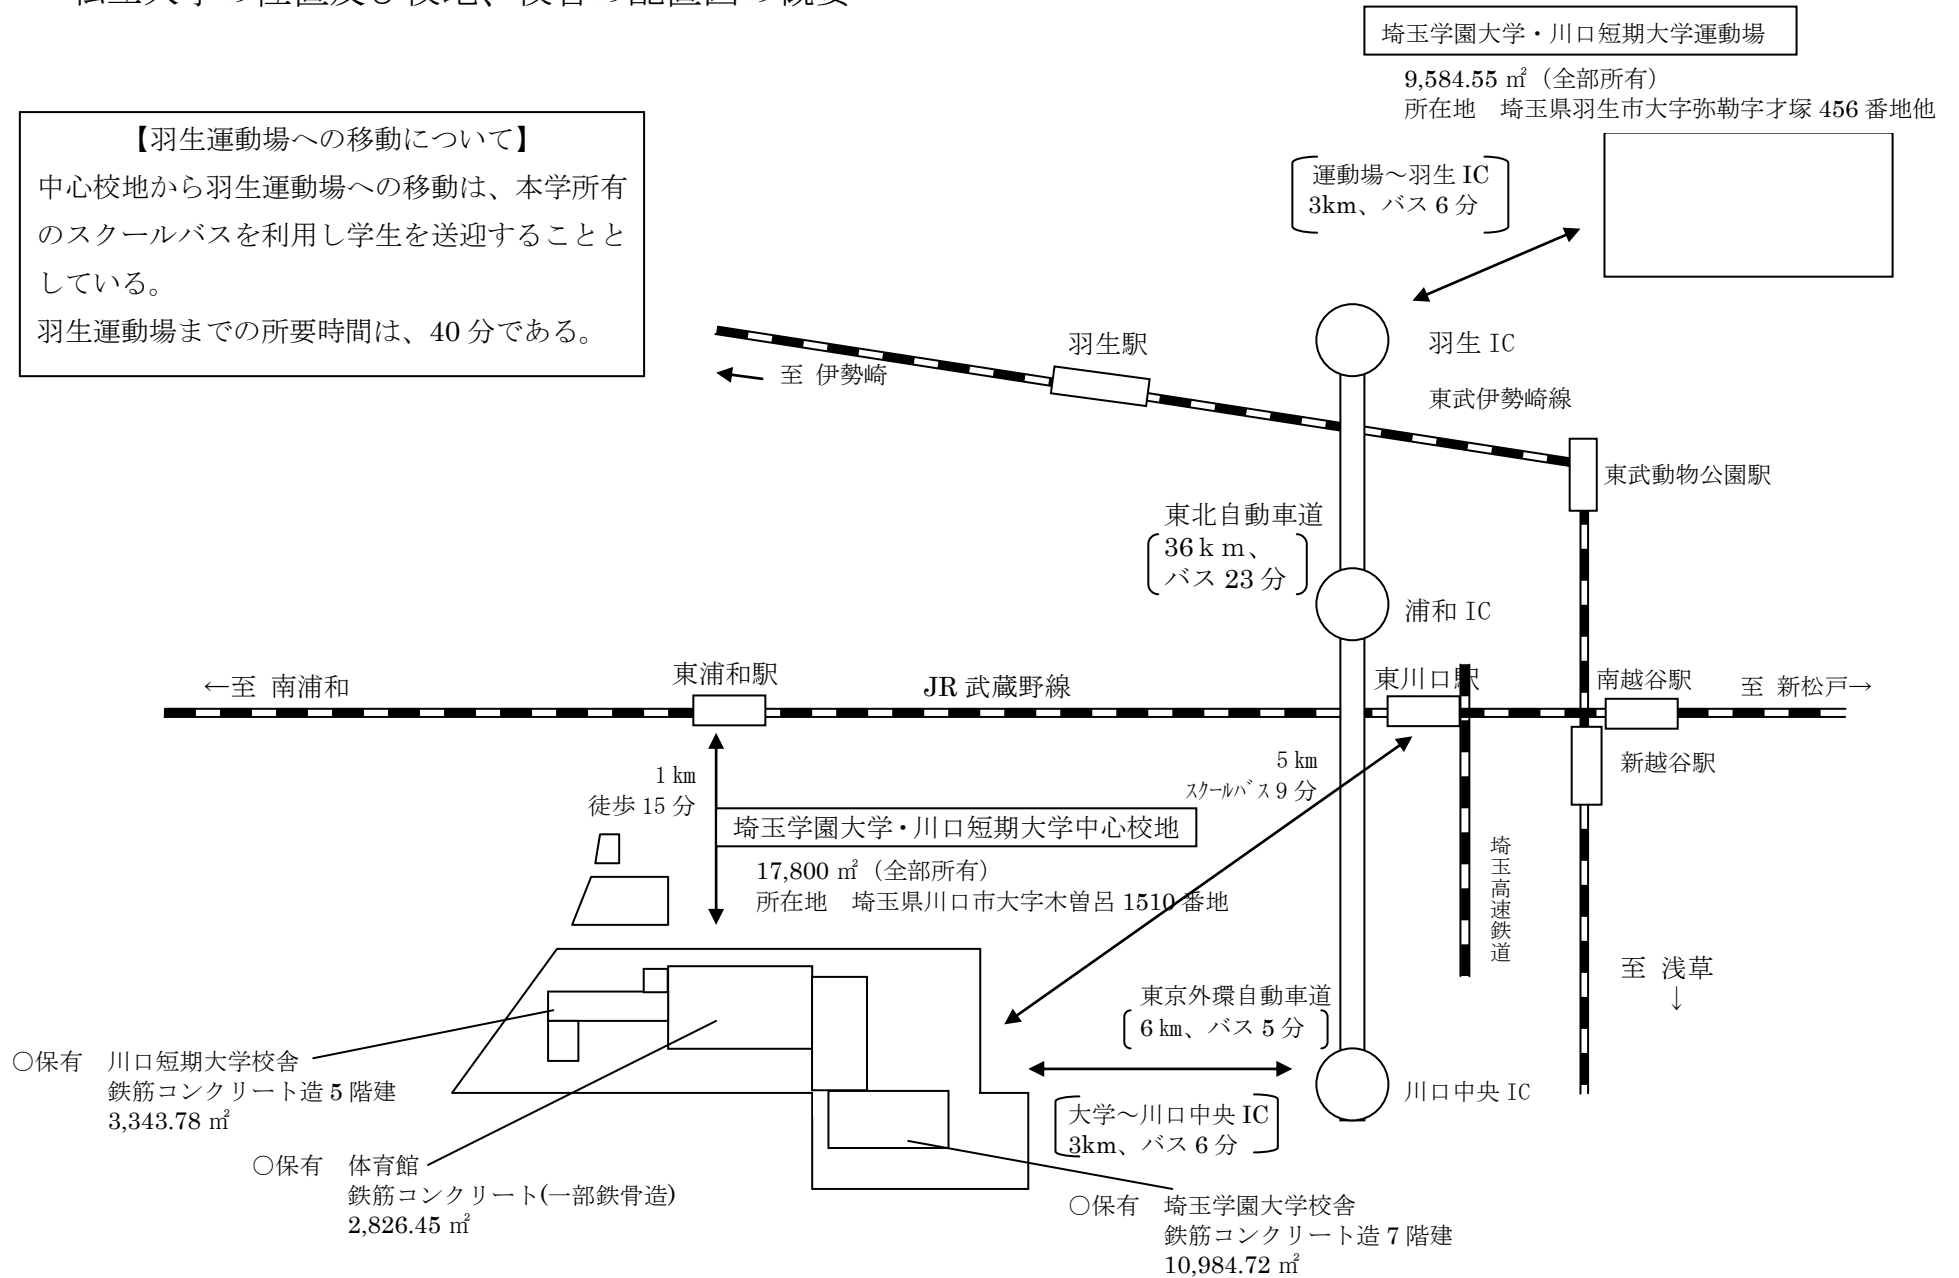 埼玉学園大学・川口短期大学運動場
9,584.55 ㎡（全部所有）
所在地　埼玉県羽生市大字弥勒字才塚 456 番地他
【羽生運動場への移動について】
中心校地から羽生運動場への移動は、本学所有
のスクールバスを利用し学生を送迎することと
している。
羽生運動場までの所要時間は、40 分である。
運動場～羽生 IC
3km、バス 6 分
羽生駅
羽生 IC
至 伊勢崎
東武伊勢崎線
東武動物公園駅
東北自動車道
36ｋｍ、
バス 23 分
浦和 IC
←至 南浦和
東浦和駅
JR 武蔵野線
東川口駅
南越谷駅
至 新松戸→
1 ㎞
徒歩 15 分
5 ㎞
ｽｸｰﾙﾊﾞｽ 9 分
新越谷駅
埼玉学園大学・川口短期大学中心校地
17,800 ㎡（全部所有）
所在地　埼玉県川口市大字木曽呂 1510 番地
埼玉高速鉄道
至 浅草
↓
東京外環自動車道
6 ㎞、バス 5 分
川口中央 IC
大学～川口中央 IC
3km、バス 6 分
○保有　川口短期大学校舎
鉄筋コンクリート造 5 階建
3,343.78 ㎡
○保有　体育館
鉄筋コンクリート(一部鉄骨造)
2,826.45 ㎡
○保有　埼玉学園大学校舎
鉄筋コンクリート造 7 階建
10,984.72 ㎡